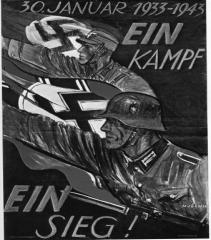 30. JANUAR 1933-1943
EIN
KAMPF
EIN
SIEG!